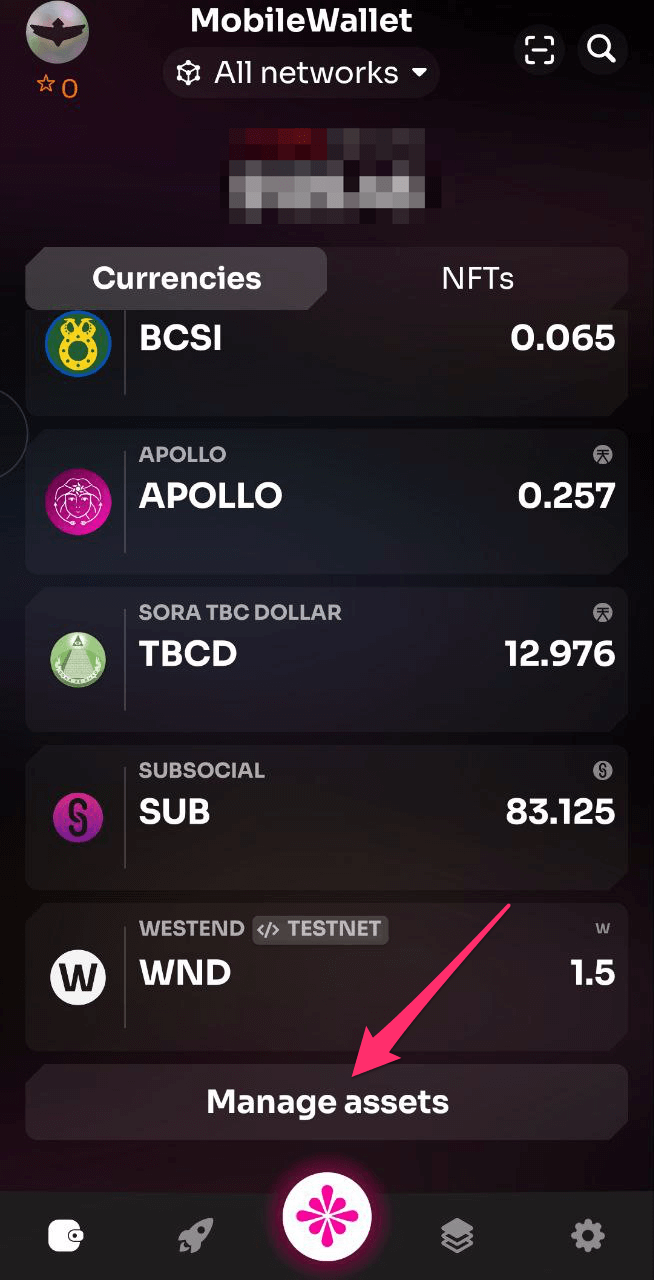 MobileWallet
All networks
0
Currencies
NFTs
BCSI
0.065
APOLLO
APOLLO
0.257
SORA TBC DOLLAR
TBCD
12.976
SUBSOCIAL
SUB
83.125
WESTEND </> TESTNET
W
W
WND
1.5
Manage assets